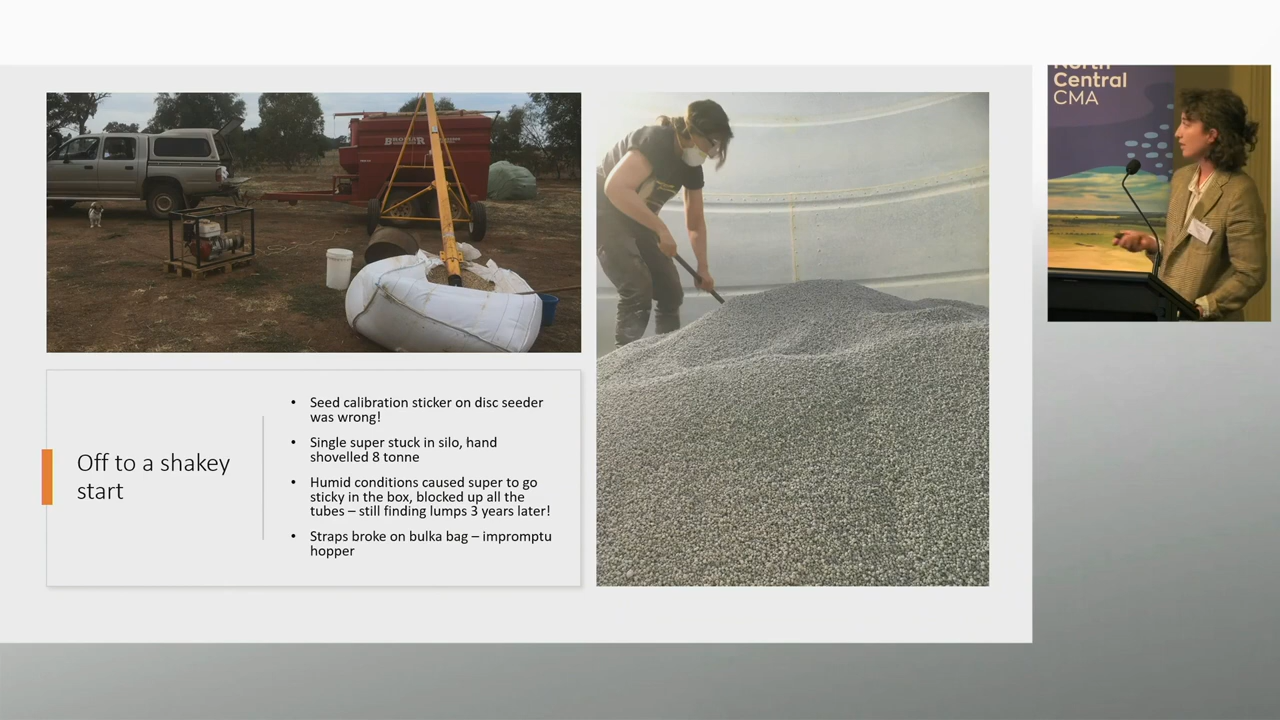 North
Central
CMA
Off to a shakey
start
• Seed calibration sticker on disc seeder
was wrong!
• Single super stuck in silo, hand
shovelled 8 tonne
• Humid conditions caused super to go
sticky in the box, blocked up all the
tubes – still finding lumps 3 years later!
• Straps broke on bulka bag – impromptu
hopper